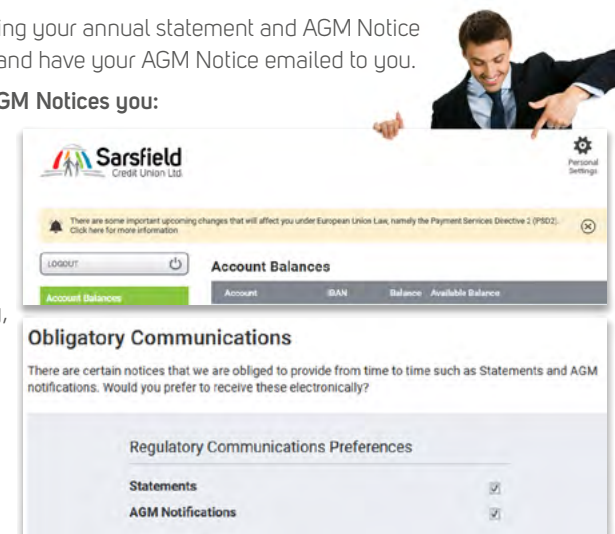 ing your annual statement and AGM Notice
and have your AGM Notice emailed to you.
GM Notices you:
Sarsfield
Credit Union Ltd.
Personal
Settings
There are some important upcoming changes that will affect you under European Union Law, namely the Payment Services Directive 2 (PSD2).
Click here for more information
LOGOUT
Account Balances
Account Balances
Account IBAN Balance Available Balance
Obligatory Communications
There are certain notices that we are obliged to provide from time to time such as Statements and AGM
notifications. Would you prefer to receive these electronically?
Regulatory Communications Preferences
Statements
AGM Notifications